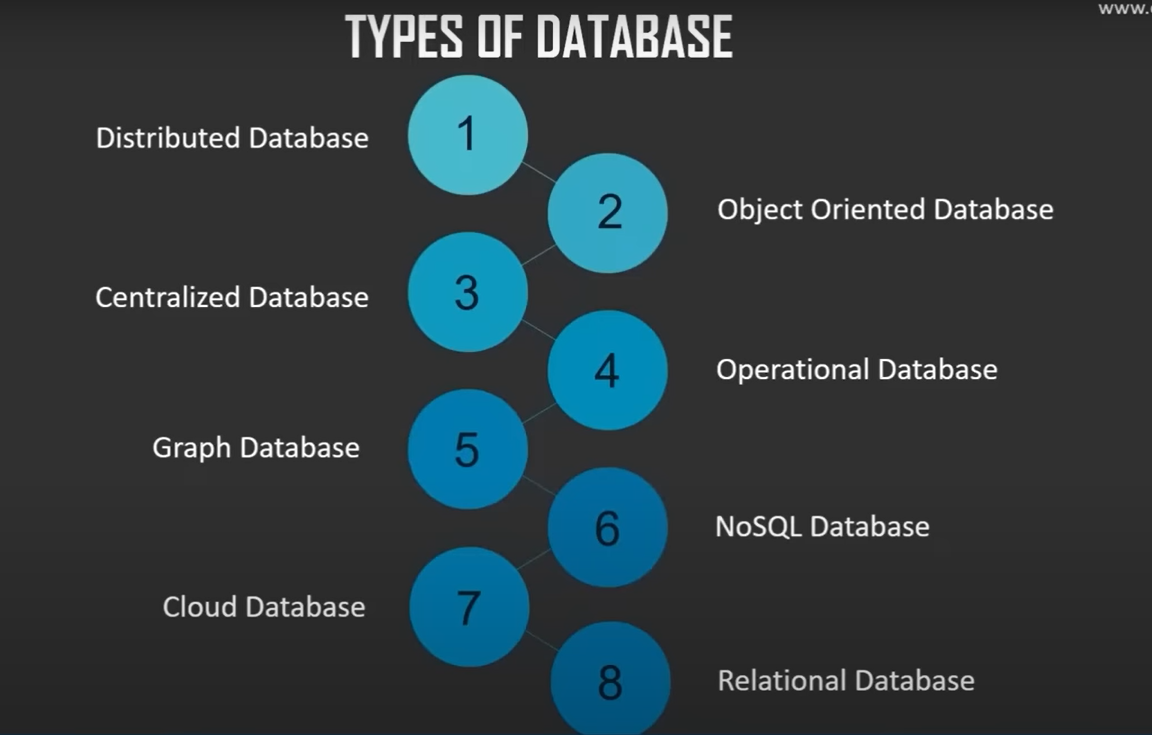 www.
TYPES OF DATABASE
Distributed Database
1
2
Object Oriented Database
Centralized Database
3
4
Operational Database
Graph Database
5
6
NoSQL Database
Cloud Database
7
8
Relational Database